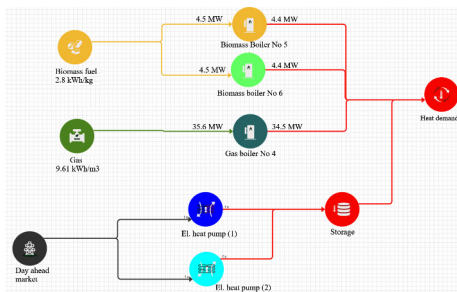 4.5 MW
4.4 MW
Biomass Boiler No 5
Biomass fuel
2.8 kWh/kg
4.5 MW
4.4 MW
Biomass boiler No 6
Heat demand
35.6 MW
34.5 MW
Gas
9.61 kWh/m3
Gas boiler No 4
El. heat pump (1)
Storage
Day ahead
market
El. heat pump (2)